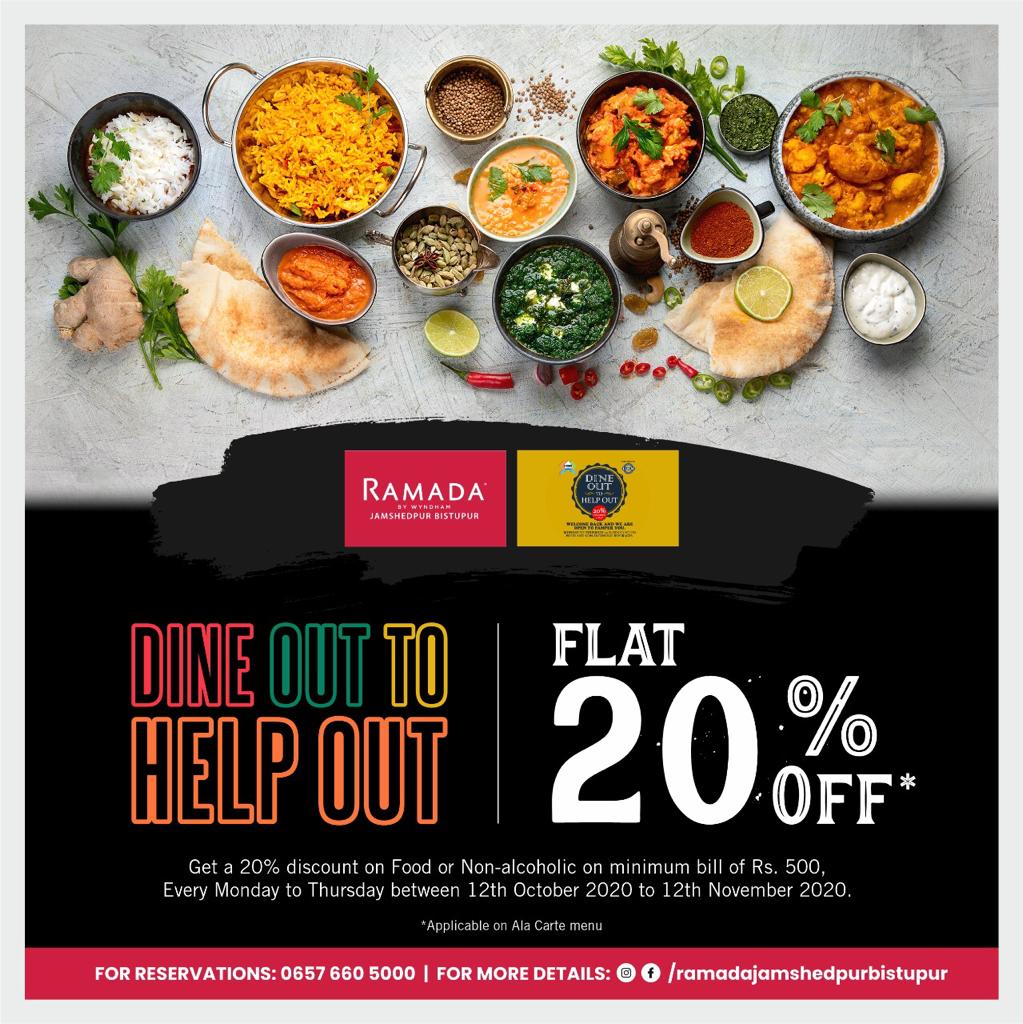 RAMADA
BY WYNDHAM
JAMSHEDPUR BISTUPUR
DINE
OUT
TO
HELP OUT
20%
WELCOME BACK AND WE ARE
OPEN TO PAMPER YOU.
DINE OUT TO
HELP OUT
FLAT
20%
OFF*
Get a 20% discount on Food or Non-alcoholic on minimum bill of Rs. 500,
Every Monday to Thursday between 12th October 2020 to 12th November 2020.
*Applicable on Ala Carte menu
FOR RESERVATIONS: 0657 660 5000 | FOR MORE DETAILS: /ramadajamshedpurbistupur